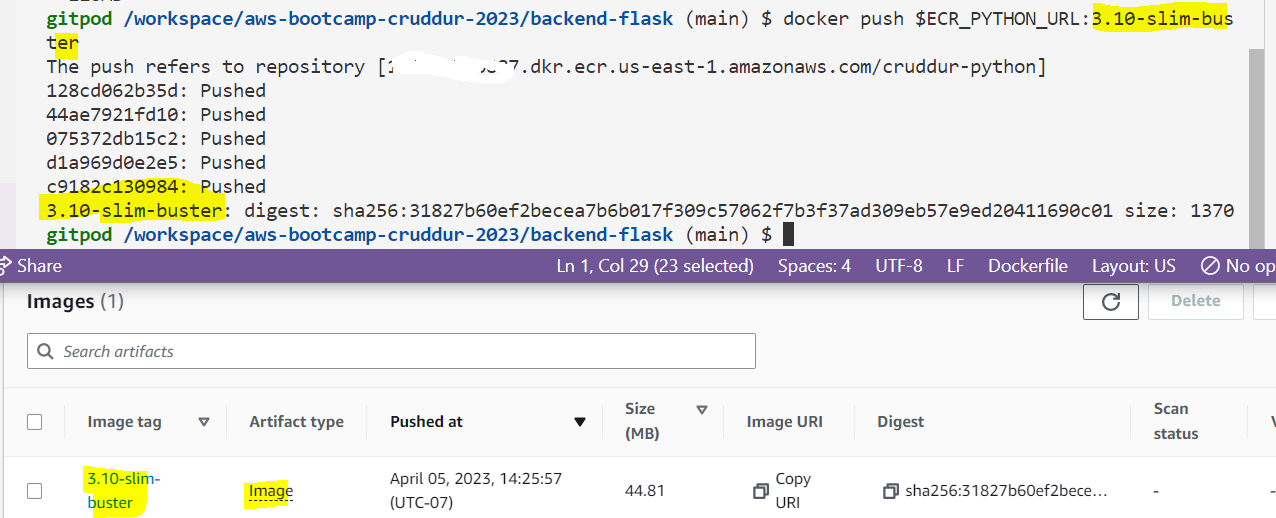 gitpod /workspace/aws-bootcamp-cruddur-2023/backend-flask (main) $ docker push $ECR_PYTHON_URL:3.10-slim-bus
ter
The push refers to repository [1 7.dkr.ecr.us-east-1.amazonaws.com/cruddur-python]
128cd062b35d: Pushed
44ae7921fd10: Pushed
075372db15c2: Pushed
d1a969d0e2e5: Pushed
c9182c130984: Pushed
3.10-slim-buster: digest: sha256:31827b60ef2becea7b6b017f309c57062f7b3f37ad309eb57e9ed20411690c01 size: 1370
gitpod /workspace/aws-bootcamp-cruddur-2023/backend-flask (main) $
Share Ln 1, Col 29 (23 selected) Spaces: 4 UTF-8 LF Dockerfile Layout: US No op
Images (1)
Delete
Search artifacts
Image tag Artifact type Pushed at Size (MB) Image URI Digest Scan status
3.10-slim-buster Image April 05, 2023, 14:25:57 (UTC-07) 44.81 Copy URI sha256:31827b60ef2bece... - -